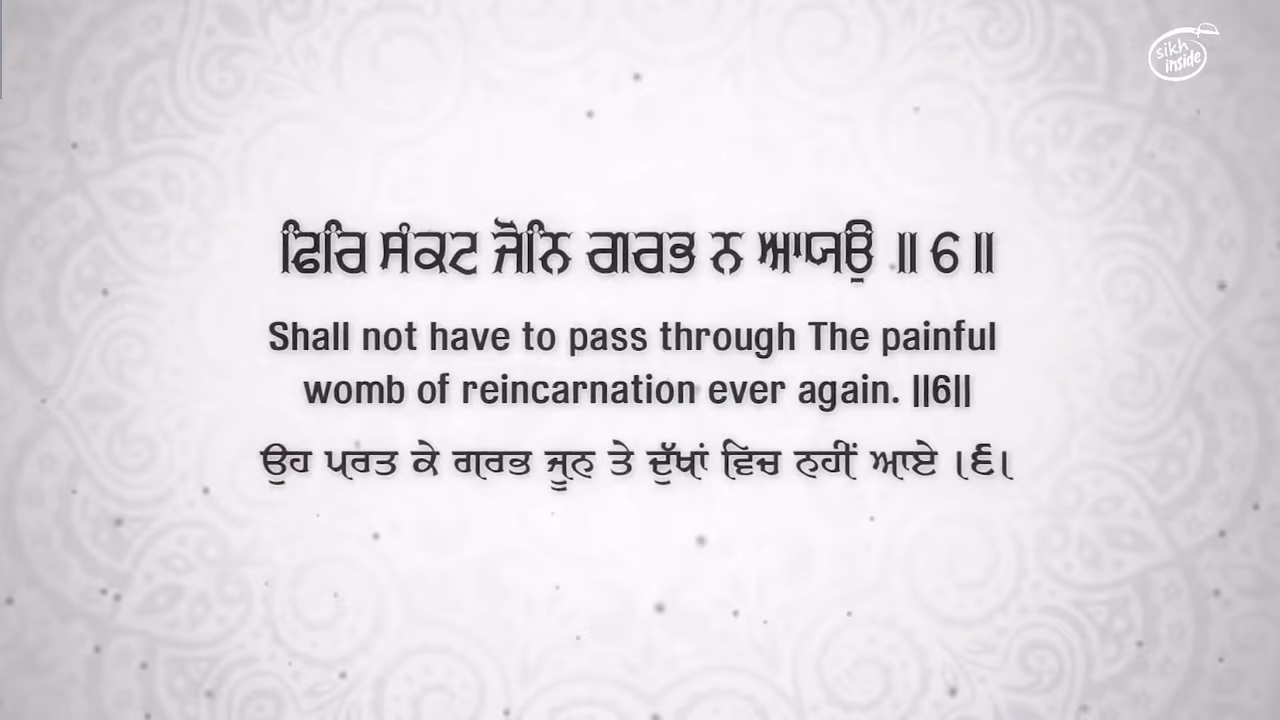 sikh
inside
ਫਿਰਿ ਸੰਕਟ ਜੋਨਿ ਗਰਭ ਨ ਆਯਉ ॥ 6 ॥
Shall not have to pass through The painful
womb of reincarnation ever again. ||6||
ਉਹ ਪਰਤ ਕੇ ਗਰਭ ਜੂਨ ਤੇ ਦੁੱਖਾਂ ਵਿਚ ਨਹੀਂ ਆਏ ।੬।